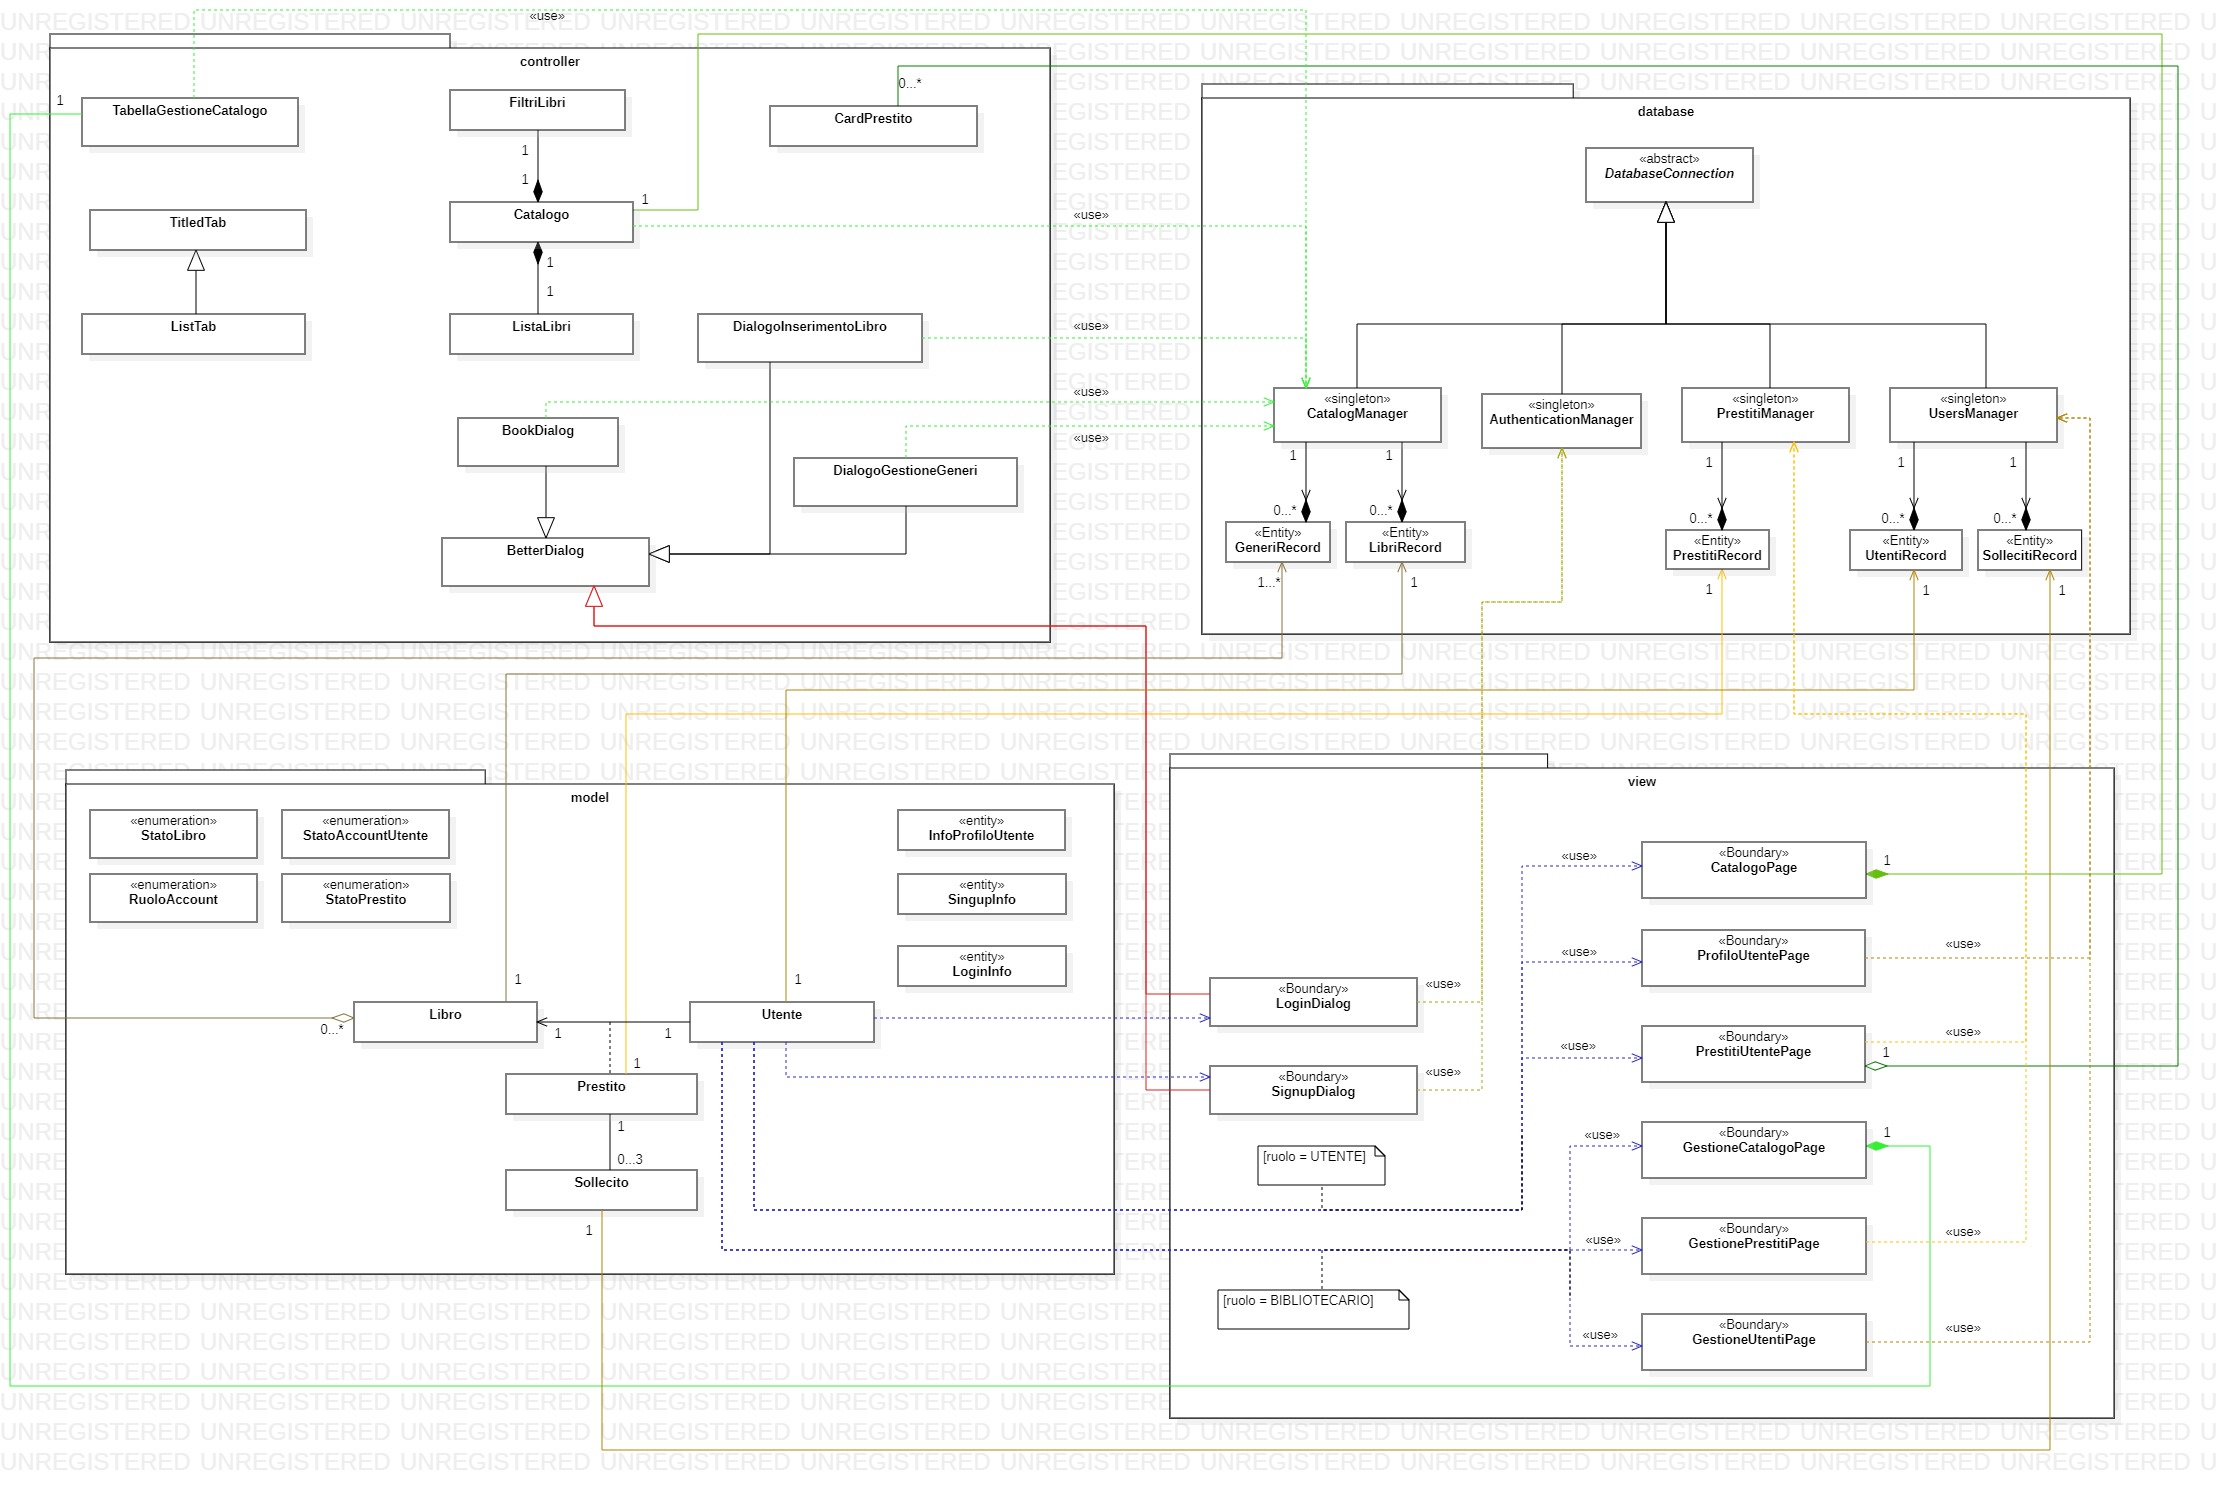 «use»
controller
1
TabellaGestioneCatalogo
FiltriLibri
0...*
CardPrestito
1
1
Catalogo
1
«use»
TitledTab
1
1
ListTab
ListaLibri
DialogoInserimentoLibro
«use»
«use»
BookDialog
«use»
DialogoGestioneGeneri
BetterDialog
database
«abstract»
DatabaseConnection
«singleton»
CatalogManager
«singleton»
AuthenticationManager
«singleton»
PrestitiManager
«singleton»
UsersManager
1
1
1
1
1
0...*
0...*
0...*
0...*
0...*
«Entity»
GeneriRecord
«Entity»
LibriRecord
«Entity»
PrestitiRecord
«Entity»
UtentiRecord
«Entity»
SollecitiRecord
1...*
1
1
1
1
model
«enumeration»
StatoLibro
«enumeration»
StatoAccountUtente
«enumeration»
RuoloAccount
«enumeration»
StatoPrestito
«entity»
InfoProfiloUtente
«entity»
SingupInfo
«entity»
LoginInfo
1
1
0...*
Libro
1
1
Utente
1
Prestito
1
0...3
Sollecito
1
view
«Boundary»
CatalogoPage
1
«use»
«Boundary»
ProfiloUtentePage
«use»
«use»
«Boundary»
LoginDialog
«use»
«Boundary»
PrestitiUtentePage
«use»
«use»
1
«Boundary»
SignupDialog
«use»
[ruolo = UTENTE]
«use»
«Boundary»
GestioneCatalogoPage
1
«use»
«Boundary»
GestionePrestitiPage
«use»
[ruolo = BIBLIOTECARIO]
«use»
«Boundary»
GestioneUtentiPage
«use»
UNREGISTERED UNREGISTERED UNREGISTERED UNREGISTERED UNREGISTERED UNREGISTERED UNREGISTERED UNREGISTERED UNREGISTERED UNREGISTERED UNREGISTERED